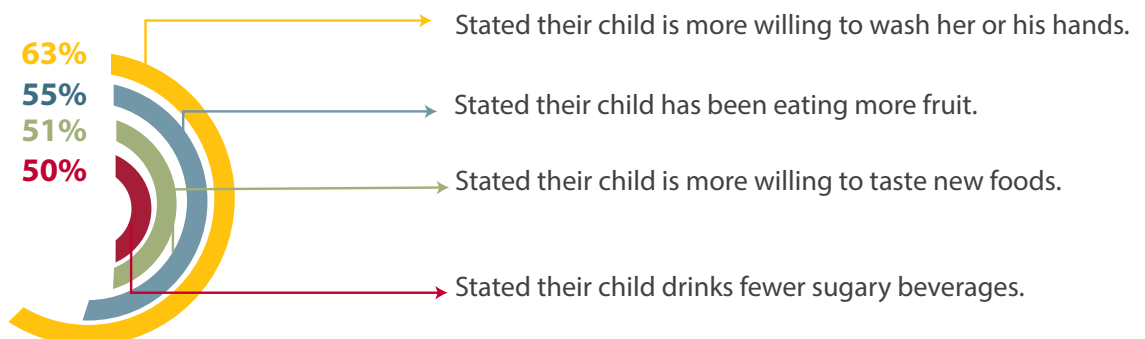 63%
Stated their child is more willing to wash her or his hands.
55%
Stated their child has been eating more fruit.
51%
Stated their child is more willing to taste new foods.
50%
Stated their child drinks fewer sugary beverages.